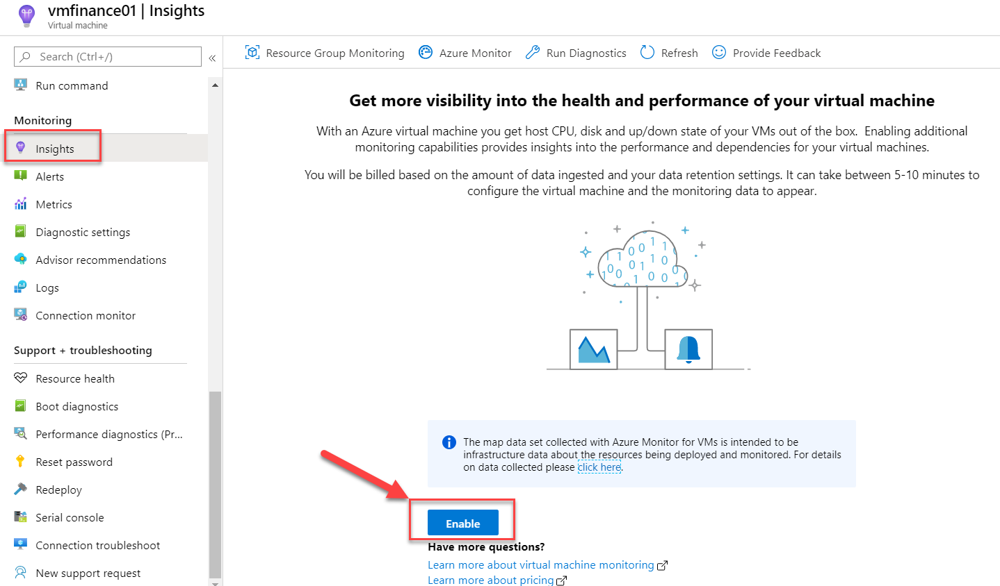 vmfinance01 | Insights
Virtual machine
Search (Ctrl+/)
«
Resource Group Monitoring
Azure Monitor
Run Diagnostics
Refresh
Provide Feedback
Run command
Monitoring
Insights
Alerts
Metrics
Diagnostic settings
Advisor recommendations
Logs
Connection monitor
Support + troubleshooting
Resource health
Boot diagnostics
Performance diagnostics (Pr...
Reset password
Redeploy
Serial console
Connection troubleshoot
New support request
Get more visibility into the health and performance of your virtual machine
With an Azure virtual machine you get host CPU, disk and up/down state of your VMs out of the box. Enabling additional
monitoring capabilities provides insights into the performance and dependencies for your virtual machines.
You will be billed based on the amount of data ingested and your data retention settings. It can take between 5-10 minutes to
configure the virtual machine and the monitoring data to appear.
The map data set collected with Azure Monitor for VMs is intended to be
infrastructure data about the resources being deployed and monitored. For details
on data collected please click here.
Enable
Have more questions?
Learn more about virtual machine monitoring
Learn more about pricing